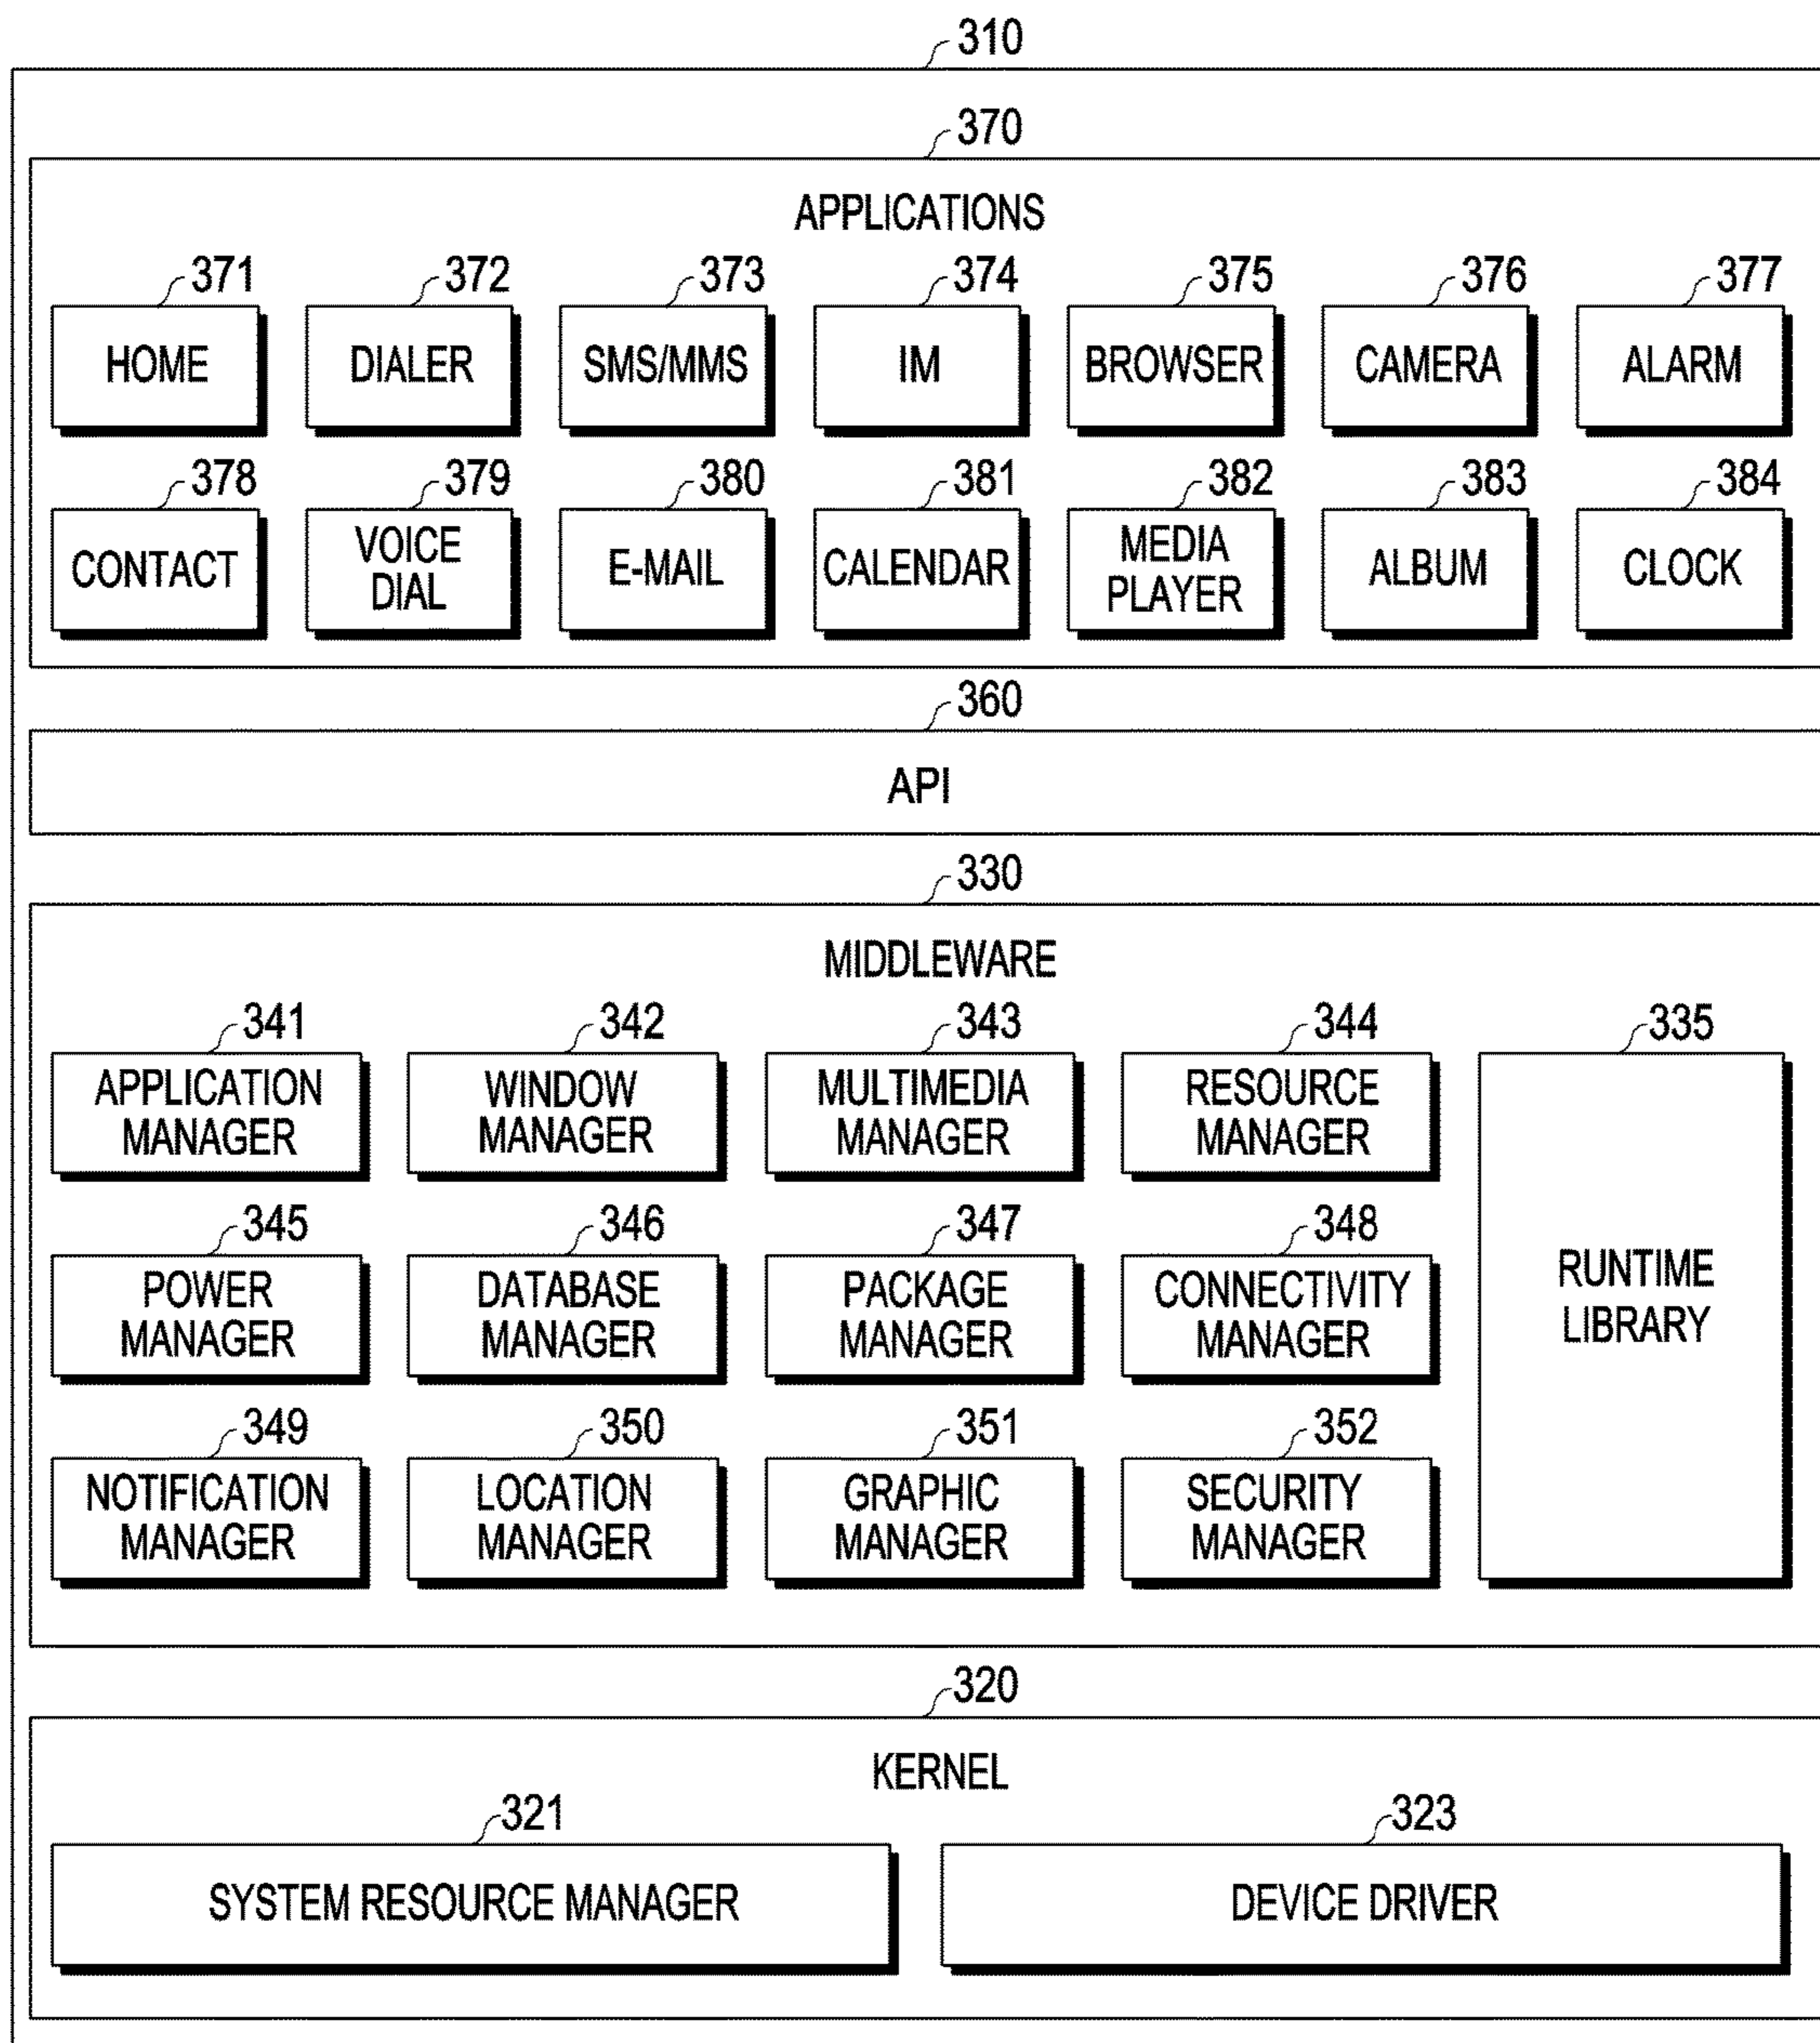 310
370
APPLICATIONS
371 372 373 374 375 376 377
HOME DIALER SMS/MMS IM BROWSER CAMERA ALARM
378 379 380 381 382 383 384
CONTACT
VOICE
DIAL
E-MAIL
CALENDAR
MEDIA
PLAYER
ALBUM
CLOCK
360
API
330
MIDDLEWARE
341 342 343 344 335
APPLICATION
MANAGER
WINDOW
MANAGER
MULTIMEDIA
MANAGER
RESOURCE
MANAGER
345 346 347 348
POWER
MANAGER
DATABASE
MANAGER
PACKAGE
MANAGER
CONNECTIVITY
MANAGER
RUNTIME
LIBRARY
349 350 351 352
NOTIFICATION
MANAGER
LOCATION
MANAGER
GRAPHIC
MANAGER
SECURITY
MANAGER
320
KERNEL
321 323
SYSTEM RESOURCE MANAGER
DEVICE DRIVER